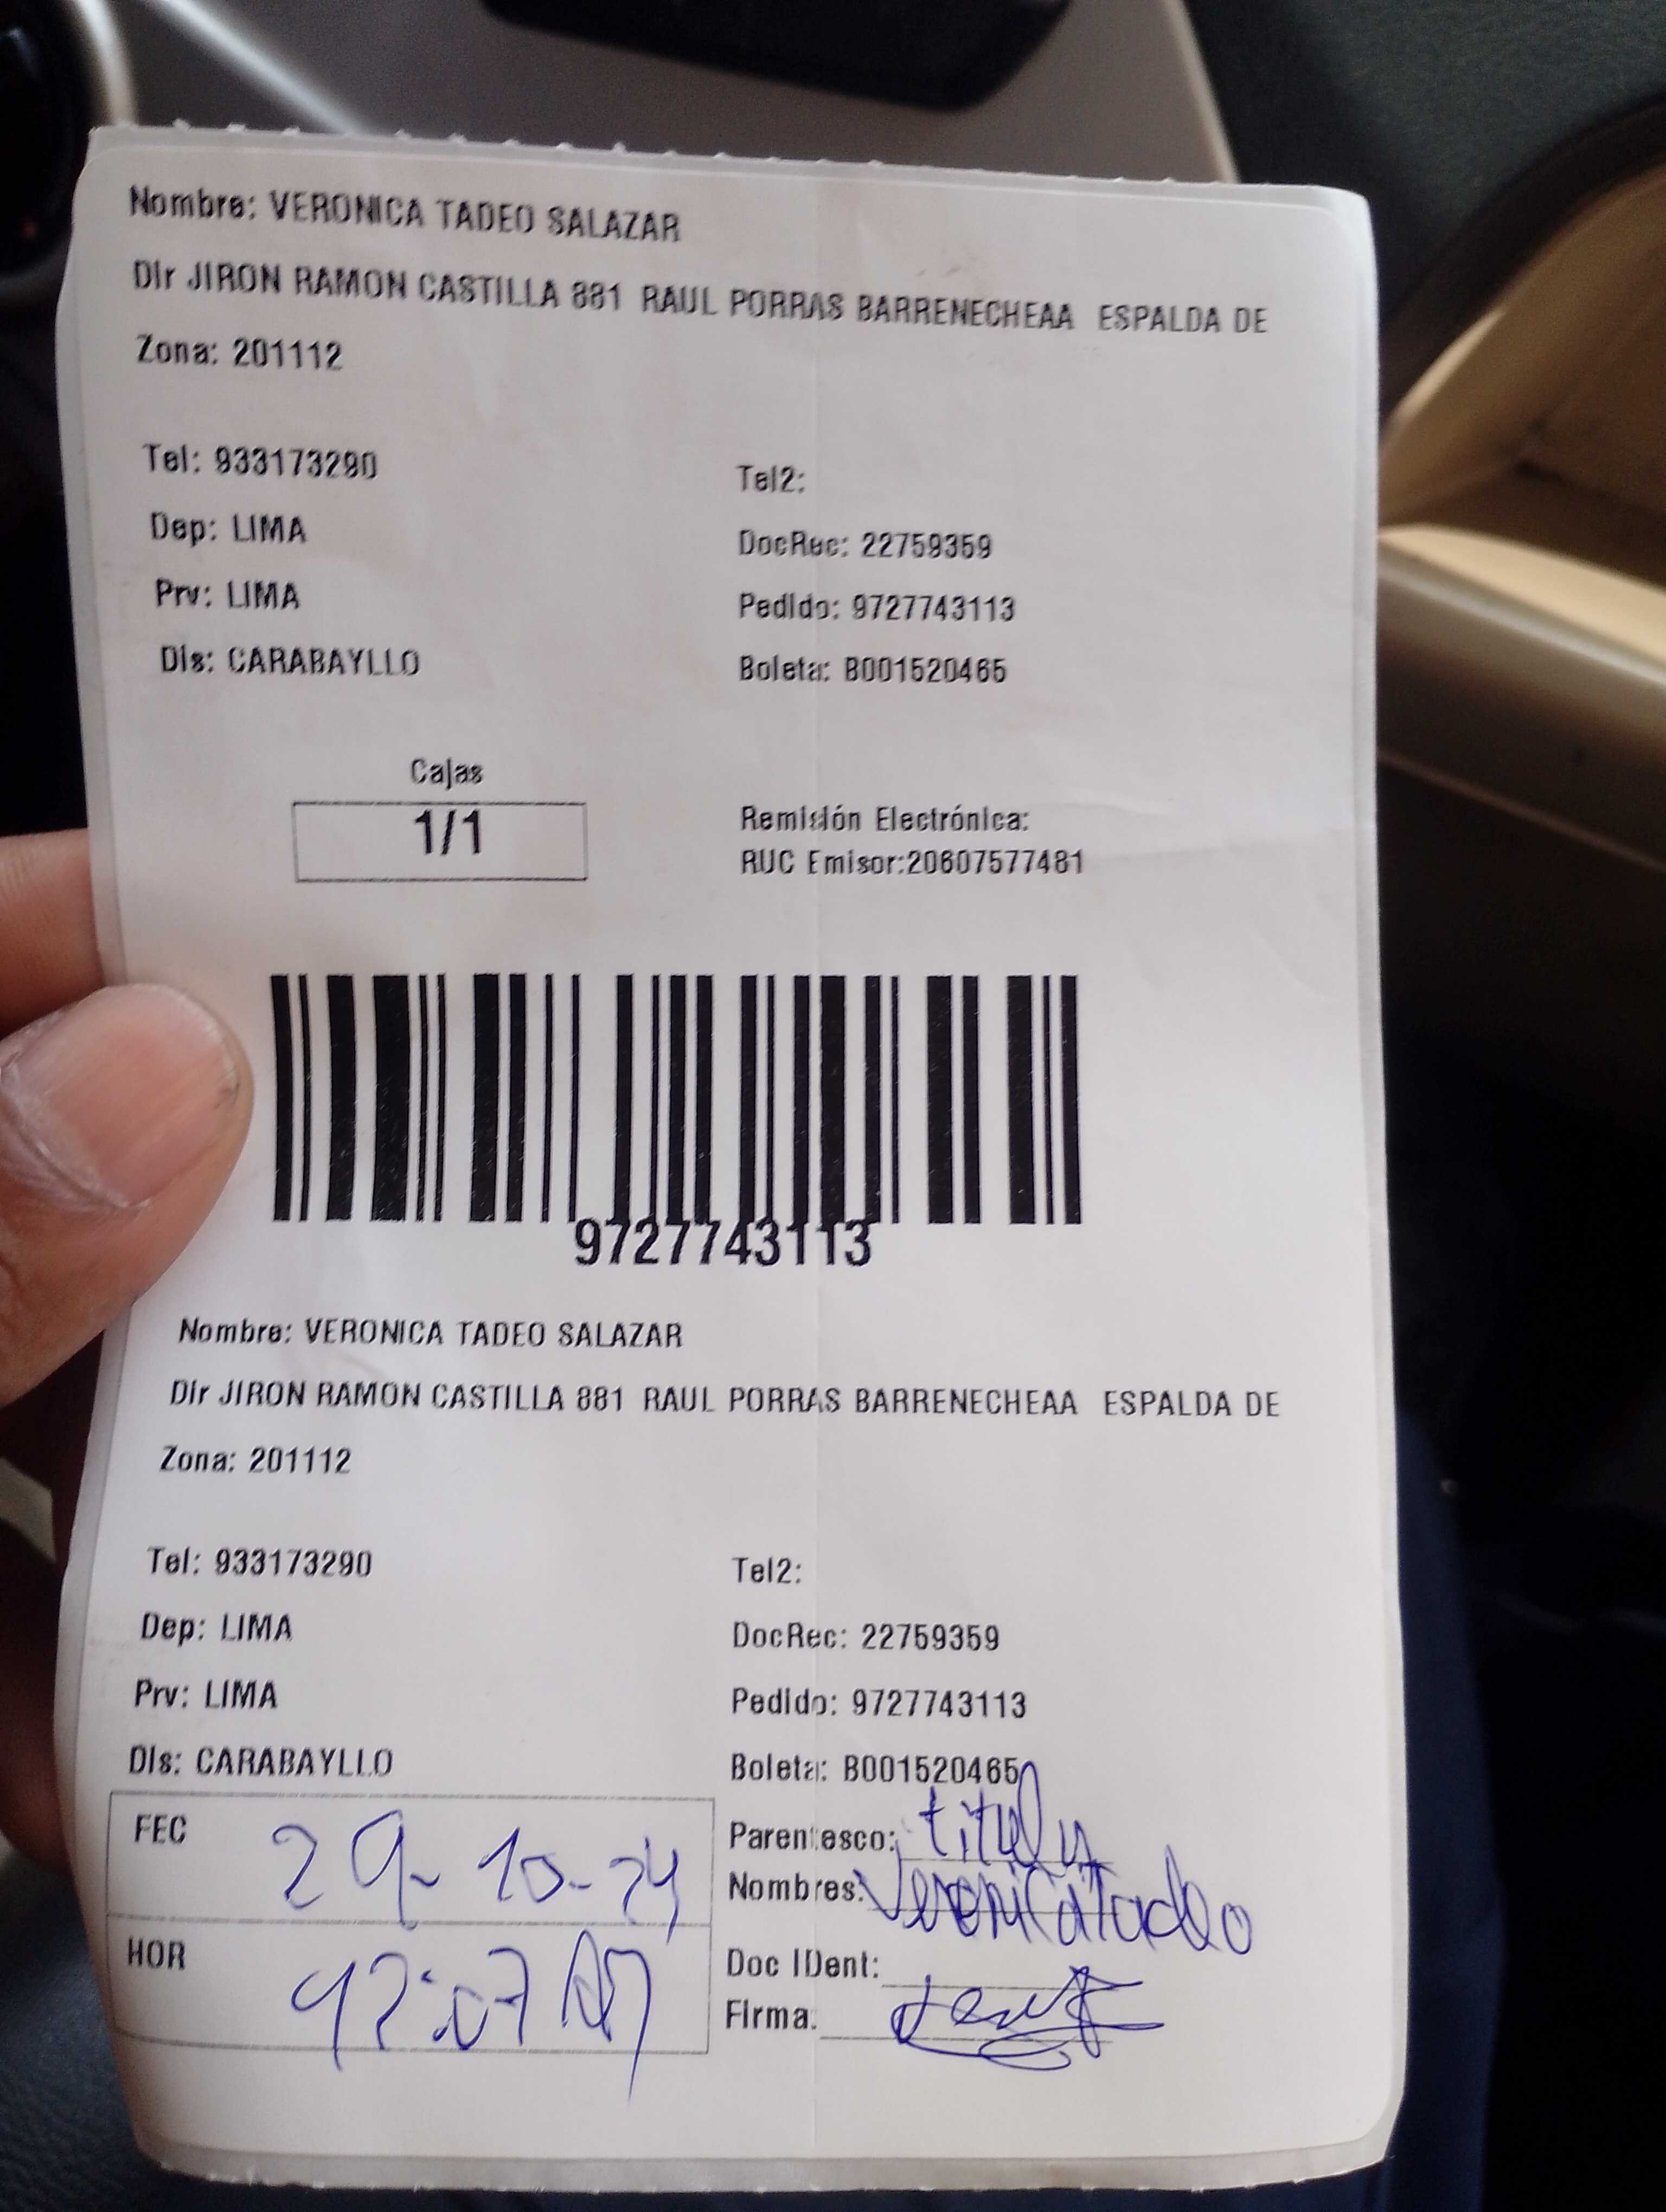 Nombre: VERONICA TADEO SALAZAR
Dir JIRON RAMON CASTILLA 881 RAUL PORRAS BARRENECHEAA ESPALDA DE
Zona: 201112
Tel: 933173290 Tel2:
Dep: LIMA DocRec: 22759359
Prv: LIMA Pedido: 9727743113
Dis: CARABAYLLO Boleta: B001520465
Cajas
1/1
Remisión Electrónica:
RUC Emisor:20607577481
9727743113
Nombre: VERONICA TADEO SALAZAR
Dir JIRON RAMON CASTILLA 881 RAUL PORRAS BARRENECHEAA ESPALDA DE
Zona: 201112
Tel: 933173290 Tel2:
Dep: LIMA DocRec: 22759359
Prv: LIMA Pedido: 9727743113
Dis: CARABAYLLO Boleta: B001520465
FEC 29-10-24
HOR
Parentesco: titular
Nombres: Veronica Tadeo
Doc IDent:
Firma: